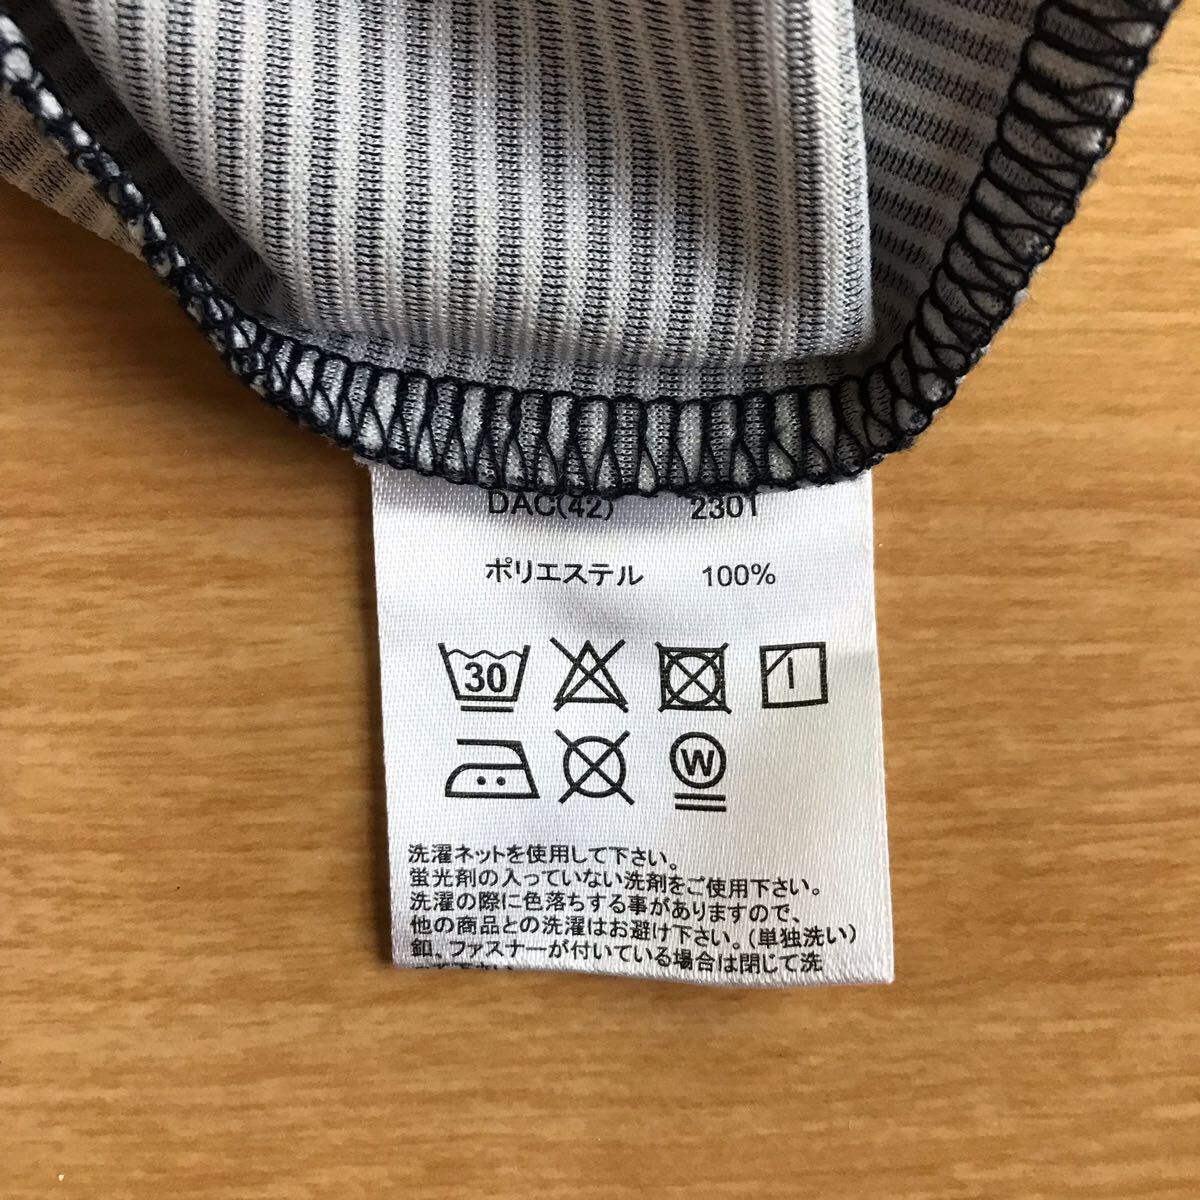 DAC(42) 2301
ポリエステル 100%
30
W
洗濯ネットを使用して下さい。
蛍光剤の入っていない洗剤をご使用下さい。
洗濯の際に色落ちする事がありますので、
他の商品との洗濯はお避け下さい。(単独洗い)
釦、ファスナーが付いている場合は閉じて洗